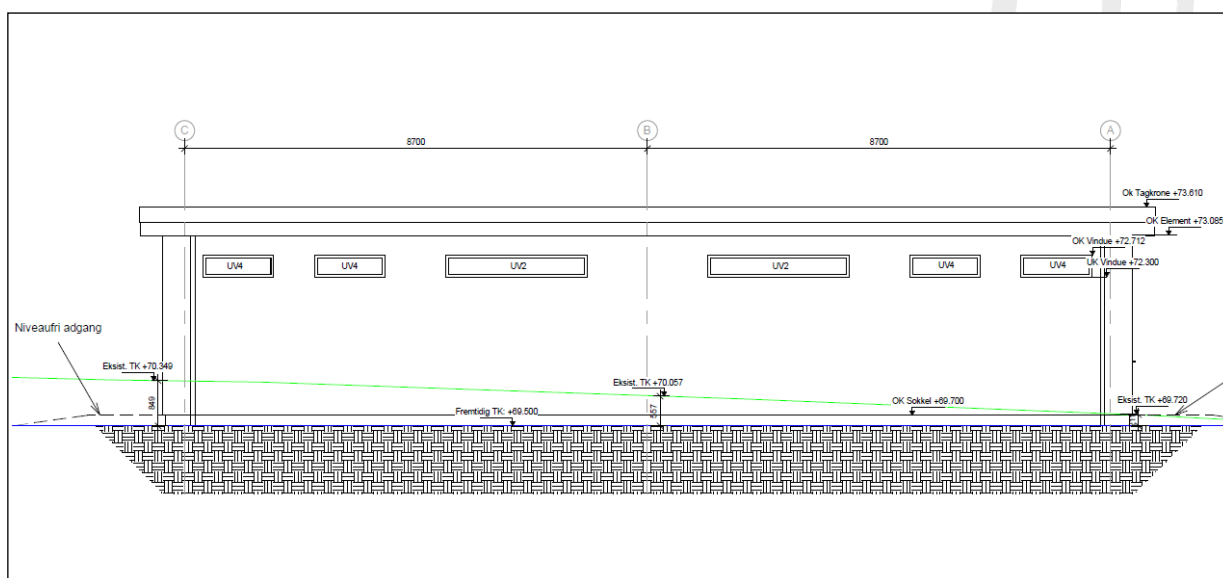 C
B
A
8700
8700
Ok Tagkrone +73.610
OK Element +73.085
OK Vindue +72.712
UK Vindue +72.300
UV4
UV4
UV2
UV2
UV4
UV4
Niveaufri adgang
Eksist. TK +70.349
Eksist. TK +70.057
849
557
Fremtidig TK: +69.500
OK Sokkel +69.700
Eksist. TK +69.720